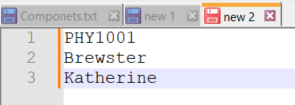 Componets.txt new 1 new 2
1 PHY1001
2 Brewster
3 Katherine